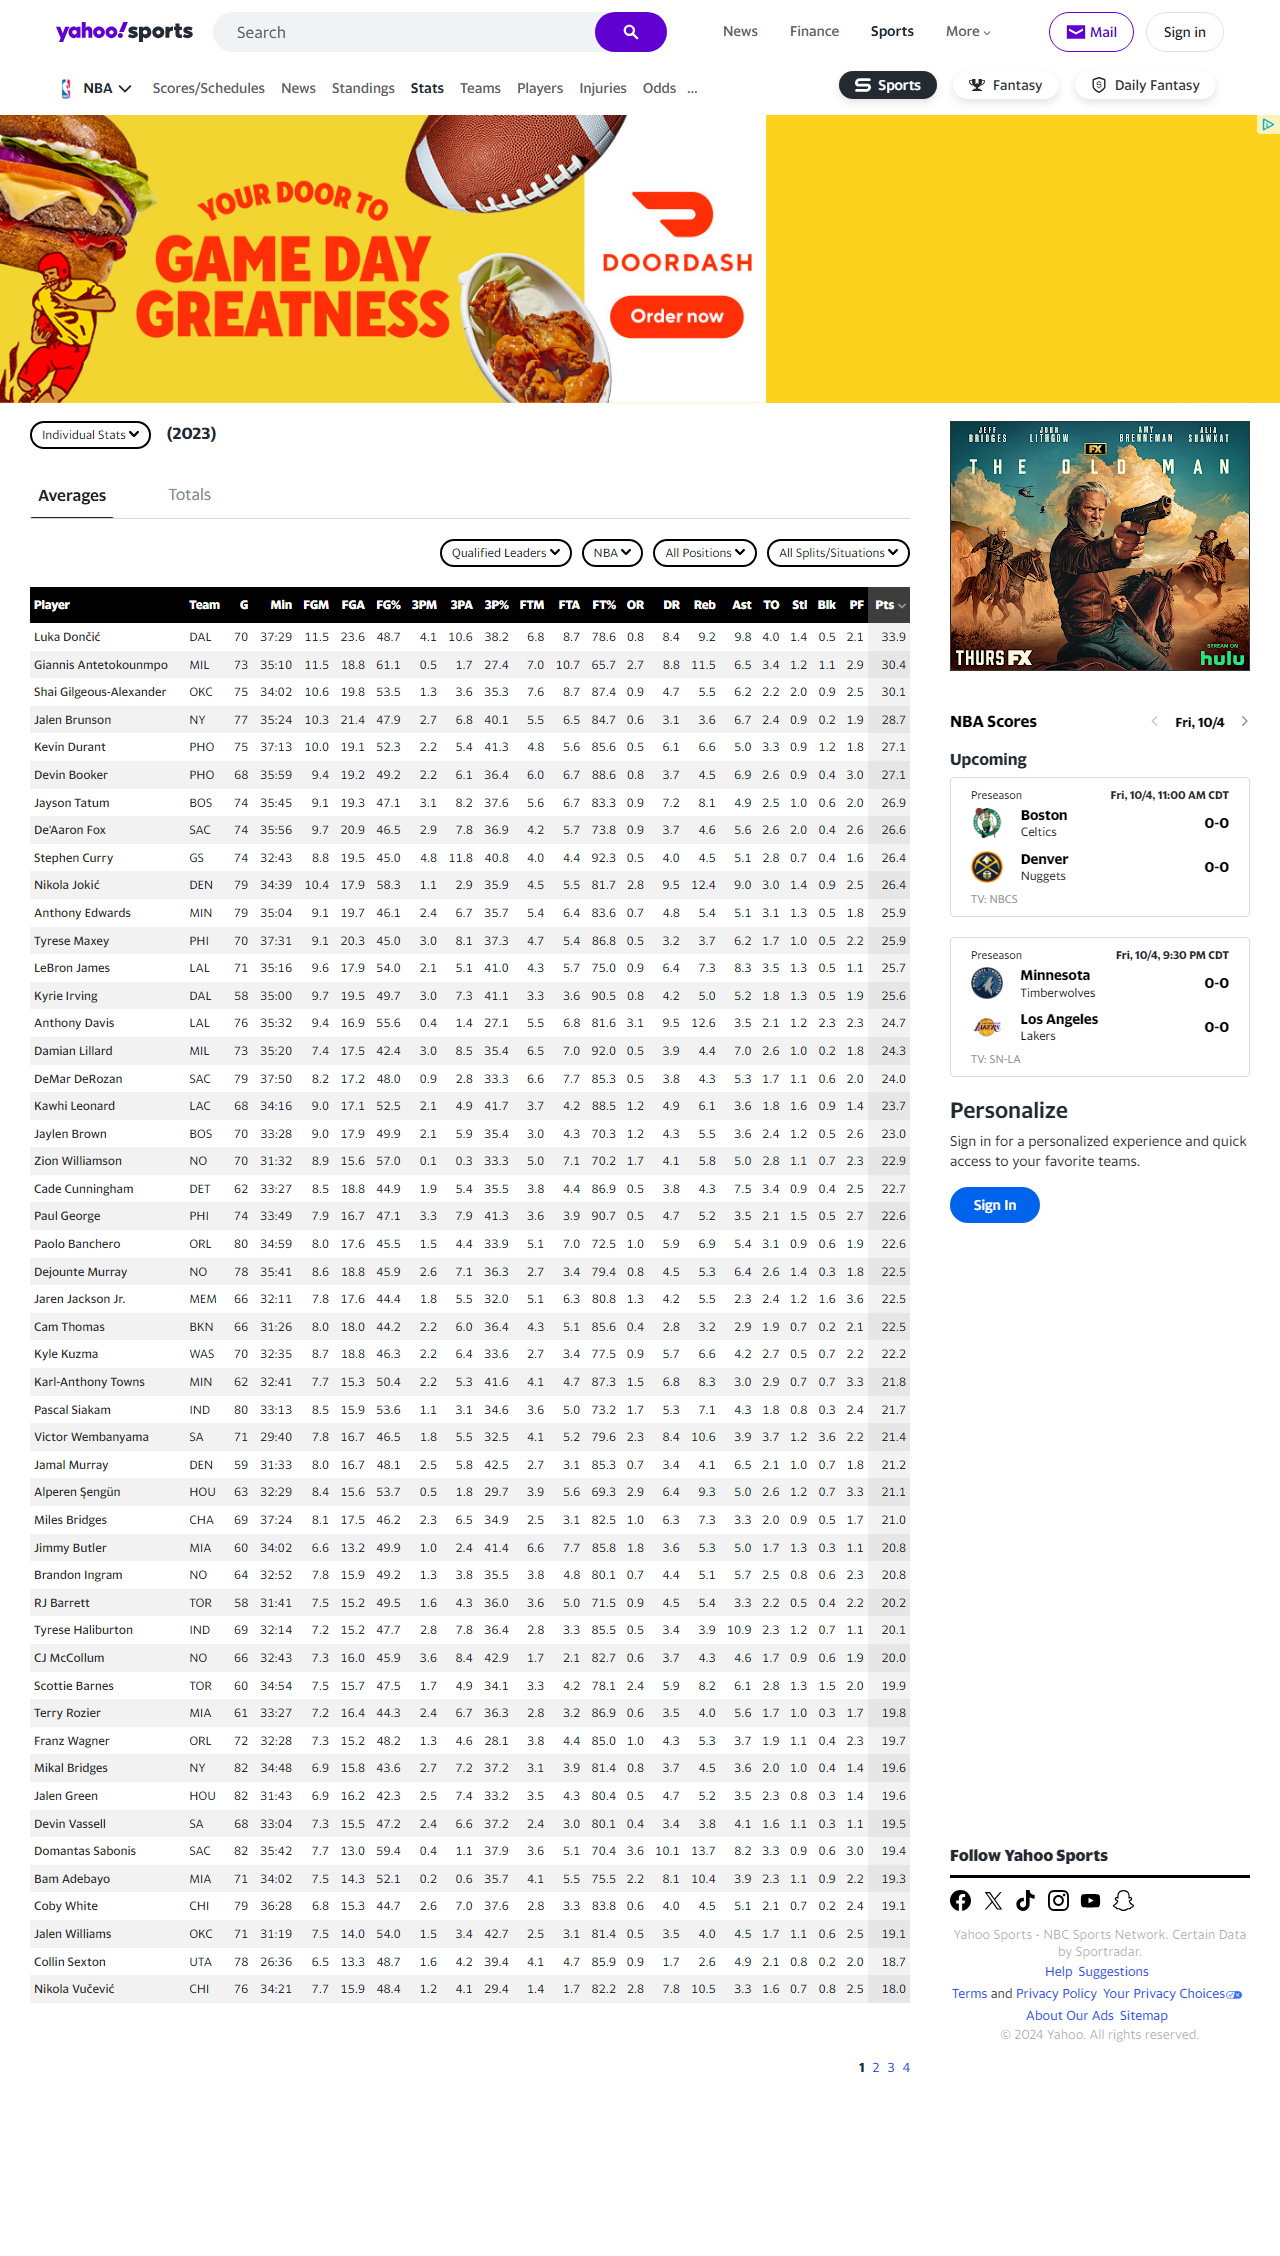 yahoo!sports
Search
News Finance Sports More
Mail
Sign in
NBA Scores/Schedules News Standings Stats Teams Players Injuries Odds ...
Sports Fantasy Daily Fantasy
YOUR DOOR TO
GAME DAY
GREATNESS
DOORDASH
Order now
Individual Stats (2023)
Averages Totals
Qualified Leaders NBA All Positions All Splits/Situations
Player Team G Min FGM FGA FG% 3PM 3PA 3P% FTM FTA FT% OR DR Reb Ast TO Stl Blk PF Pts
Luka Dončić DAL 70 37:29 11.5 23.6 48.7 4.1 10.6 38.2 6.8 8.7 78.6 0.8 8.4 9.2 9.8 4.0 1.4 0.5 2.1 33.9
Giannis Antetokounmpo MIL 73 35:10 11.5 18.8 61.1 0.5 1.7 27.4 7.0 10.7 65.7 2.7 8.8 11.5 6.5 3.4 1.2 1.1 2.9 30.4
Shai Gilgeous-Alexander OKC 75 34:02 10.6 19.8 53.5 1.3 3.6 35.3 7.6 8.7 87.4 0.9 4.7 5.5 6.2 2.2 2.0 0.9 2.5 30.1
Jalen Brunson NY 77 35:24 10.3 21.4 47.9 2.7 6.8 40.1 5.5 6.5 84.7 0.6 3.1 3.6 6.7 2.4 0.9 0.2 1.9 28.7
Kevin Durant PHO 75 37:13 10.0 19.1 52.3 2.2 5.4 41.3 4.8 5.6 85.6 0.5 6.1 6.6 5.0 3.3 0.9 1.2 1.8 27.1
Devin Booker PHO 68 35:59 9.4 19.2 49.2 2.2 6.1 36.4 6.0 6.7 88.6 0.8 3.7 4.5 6.9 2.6 0.9 0.4 3.0 27.1
Jayson Tatum BOS 74 35:45 9.1 19.3 47.1 3.1 8.2 37.6 5.6 6.7 83.3 0.9 7.2 8.1 4.9 2.5 1.0 0.6 2.0 26.9
De'Aaron Fox SAC 74 35:56 9.7 20.9 46.5 2.9 7.8 36.9 4.2 5.7 73.8 0.9 3.7 4.6 5.6 2.6 2.0 0.4 2.6 26.6
Stephen Curry GS 74 32:43 8.8 19.5 45.0 4.8 11.8 40.8 4.0 4.4 92.3 0.5 4.0 4.5 5.1 2.8 0.7 0.4 1.6 26.4
Nikola Jokić DEN 79 34:39 10.4 17.9 58.3 1.1 2.9 35.9 4.5 5.5 81.7 2.8 9.5 12.4 9.0 3.0 1.4 0.9 2.5 26.4
Anthony Edwards MIN 79 35:04 9.1 19.7 46.1 2.4 6.7 35.7 5.4 6.4 83.6 0.7 4.8 5.4 5.1 3.1 1.3 0.5 1.8 25.9
Tyrese Maxey PHI 70 37:31 9.1 20.3 45.0 3.0 8.1 37.3 4.7 5.4 86.8 0.5 3.2 3.7 6.2 1.7 1.0 0.5 2.2 25.9
LeBron James LAL 71 35:16 9.6 17.9 54.0 2.1 5.1 41.0 4.3 5.7 75.0 0.9 6.4 7.3 8.3 3.5 1.3 0.5 1.1 25.7
Kyrie Irving DAL 58 35:00 9.7 19.5 49.7 3.0 7.3 41.1 3.3 3.6 90.5 0.8 4.2 5.0 5.2 1.8 1.3 0.5 1.9 25.6
Anthony Davis LAL 76 35:32 9.4 16.9 55.6 0.4 1.4 27.1 5.5 6.8 81.6 3.1 9.5 12.6 3.5 2.1 1.2 2.3 2.3 24.7
Damian Lillard MIL 73 35:20 7.4 17.5 42.4 3.0 8.5 35.4 6.5 7.0 92.0 0.5 3.9 4.4 7.0 2.6 1.0 0.2 1.8 24.3
DeMar DeRozan SAC 79 37:50 8.2 17.2 48.0 0.9 2.8 33.3 6.6 7.7 85.3 0.5 3.8 4.3 5.3 1.7 1.1 0.6 2.0 24.0
Kawhi Leonard LAC 68 34:16 9.0 17.1 52.5 2.1 4.9 41.7 3.7 4.2 88.5 1.2 4.9 6.1 3.6 1.8 1.6 0.9 1.4 23.7
Jaylen Brown BOS 70 33:28 9.0 17.9 49.9 2.1 5.9 35.4 3.0 4.3 70.3 1.2 4.3 5.5 3.6 2.4 1.2 0.5 2.6 23.0
Zion Williamson NO 70 31:32 8.9 15.6 57.0 0.1 0.3 33.3 5.0 7.1 70.2 1.7 4.1 5.8 5.0 2.8 1.1 0.7 2.3 22.9
Cade Cunningham DET 62 33:27 8.5 18.8 44.9 1.9 5.4 35.5 3.8 4.4 86.9 0.5 3.8 4.3 7.5 3.4 0.9 0.4 2.5 22.7
Paul George PHI 74 33:49 7.9 16.7 47.1 3.3 7.9 41.3 3.6 3.9 90.7 0.5 4.7 5.2 3.5 2.1 1.5 0.5 2.7 22.6
Paolo Banchero ORL 80 34:59 8.0 17.6 45.5 1.5 4.4 33.9 5.1 7.0 72.5 1.0 5.9 6.9 5.4 3.1 0.9 0.6 1.9 22.6
Dejounte Murray NO 78 35:41 8.6 18.8 45.9 2.6 7.1 36.3 2.7 3.4 79.4 0.8 4.5 5.3 6.4 2.6 1.4 0.3 1.8 22.5
Jaren Jackson Jr. MEM 66 32:11 7.8 17.6 44.4 1.8 5.5 32.0 5.1 6.3 80.8 1.3 4.2 5.5 2.3 2.4 1.2 1.6 3.6 22.5
Cam Thomas BKN 66 31:26 8.0 18.0 44.2 2.2 6.0 36.4 4.3 5.1 85.6 0.4 2.8 3.2 2.9 1.9 0.7 0.2 2.1 22.5
Kyle Kuzma WAS 70 32:35 8.7 18.8 46.3 2.2 6.4 33.6 2.7 3.4 77.5 0.9 5.7 6.6 4.2 2.7 0.5 0.7 2.2 22.2
Karl-Anthony Towns MIN 62 32:41 7.7 15.3 50.4 2.2 5.3 41.6 4.1 4.7 87.3 1.5 6.8 8.3 3.0 2.9 0.7 0.7 3.3 21.8
Pascal Siakam IND 80 33:13 8.5 15.9 53.6 1.1 3.1 34.6 3.6 5.0 73.2 1.7 5.3 7.1 4.3 1.8 0.8 0.3 2.4 21.7
Victor Wembanyama SA 71 29:40 7.8 16.7 46.5 1.8 5.5 32.5 4.1 5.2 79.6 2.3 8.4 10.6 3.9 3.7 1.2 3.6 2.2 21.4
Jamal Murray DEN 59 31:33 8.0 16.7 48.1 2.5 5.8 42.5 2.7 3.1 85.3 0.7 3.4 4.1 6.5 2.1 1.0 0.7 1.8 21.2
Alperen Şengün HOU 63 32:29 8.4 15.6 53.7 0.5 1.8 29.7 3.9 5.6 69.3 2.9 6.4 9.3 5.0 2.6 1.2 0.7 3.3 21.1
Miles Bridges CHA 69 37:24 8.1 17.5 46.2 2.3 6.5 34.9 2.5 3.1 82.5 1.0 6.3 7.3 3.3 2.0 0.9 0.5 1.7 21.0
Jimmy Butler MIA 60 34:02 6.6 13.2 49.9 1.0 2.4 41.4 6.6 7.7 85.8 1.8 3.6 5.3 5.0 1.7 1.3 0.3 1.1 20.8
Brandon Ingram NO 64 32:52 7.8 15.9 49.2 1.3 3.8 35.5 3.8 4.8 80.1 0.7 4.4 5.1 5.7 2.5 0.8 0.6 2.3 20.8
RJ Barrett TOR 58 31:41 7.5 15.2 49.5 1.6 4.3 36.0 3.6 5.0 71.5 0.9 4.5 5.4 3.3 2.2 0.5 0.4 2.2 20.2
Tyrese Haliburton IND 69 32:14 7.2 15.2 47.7 2.8 7.8 36.4 2.8 3.3 85.5 0.5 3.4 3.9 10.9 2.3 1.2 0.7 1.1 20.1
CJ McCollum NO 66 32:43 7.3 16.0 45.9 3.6 8.4 42.9 1.7 2.1 82.7 0.6 3.7 4.3 4.6 1.7 0.9 0.6 1.9 20.0
Scottie Barnes TOR 60 34:54 7.5 15.7 47.5 1.7 4.9 34.1 3.3 4.2 78.1 2.4 5.9 8.2 6.1 2.8 1.3 1.5 2.0 19.9
Terry Rozier MIA 61 33:27 7.2 16.4 44.3 2.4 6.7 36.3 2.8 3.2 86.9 0.6 3.5 4.0 5.6 1.7 1.0 0.3 1.7 19.8
Franz Wagner ORL 72 32:28 7.3 15.2 48.2 1.3 4.6 28.1 3.8 4.4 85.0 1.0 4.3 5.3 3.7 1.9 1.1 0.4 2.3 19.7
Mikal Bridges NY 82 34:48 6.9 15.8 43.6 2.7 7.2 37.2 3.1 3.9 81.4 0.8 3.7 4.5 3.6 2.0 1.0 0.4 1.4 19.6
Jalen Green HOU 82 31:43 6.9 16.2 42.3 2.5 7.4 33.2 3.5 4.3 80.4 0.5 4.7 5.2 3.5 2.3 0.8 0.3 1.4 19.6
Devin Vassell SA 68 33:04 7.3 15.5 47.2 2.4 6.6 37.2 2.4 3.0 80.1 0.4 3.4 3.8 4.1 1.6 1.1 0.3 1.1 19.5
Domantas Sabonis SAC 82 35:42 7.7 13.0 59.4 0.4 1.1 37.9 3.6 5.1 70.4 3.6 10.1 13.7 8.2 3.3 0.9 0.6 3.0 19.4
Bam Adebayo MIA 71 34:02 7.5 14.3 52.1 0.2 0.6 35.7 4.1 5.5 75.5 2.2 8.1 10.4 3.9 2.3 1.1 0.9 2.2 19.3
Coby White CHI 79 36:28 6.8 15.3 44.7 2.6 7.0 37.6 2.8 3.3 83.8 0.6 4.0 4.5 5.1 2.1 0.7 0.2 2.4 19.1
Jalen Williams OKC 71 31:19 7.5 14.0 54.0 1.5 3.4 42.7 2.5 3.1 81.4 0.5 3.5 4.0 4.5 1.7 1.1 0.6 2.5 19.1
Collin Sexton UTA 78 26:36 6.5 13.3 48.7 1.6 4.2 39.4 4.1 4.7 85.9 0.9 1.7 2.6 4.9 2.1 0.8 0.2 2.0 18.7
Nikola Vučević CHI 76 34:21 7.7 15.9 48.4 1.2 4.1 29.4 1.4 1.7 82.2 2.8 7.8 10.5 3.3 1.6 0.7 0.8 2.5 18.0
1 2 3 4
JEFF BRIDGES JOHN LITHGOW AMY BRENNEMAN ALIA SHAWKAT
FX
THE OLD MAN
THURS FX
STREAM ON
hulu
NBA Scores Fri, 10/4
Upcoming
Preseason Fri, 10/4, 11:00 AM CDT
Boston 0-0
Celtics
Denver 0-0
Nuggets
TV: NBCS
Preseason Fri, 10/4, 9:30 PM CDT
Minnesota 0-0
Timberwolves
Los Angeles 0-0
Lakers
TV: SN-LA
Personalize
Sign in for a personalized experience and quick
access to your favorite teams.
Sign In
Follow Yahoo Sports
Yahoo Sports - NBC Sports Network. Certain Data
by Sportradar.
Help Suggestions
Terms and Privacy Policy Your Privacy Choices
About Our Ads Sitemap
© 2024 Yahoo. All rights reserved.